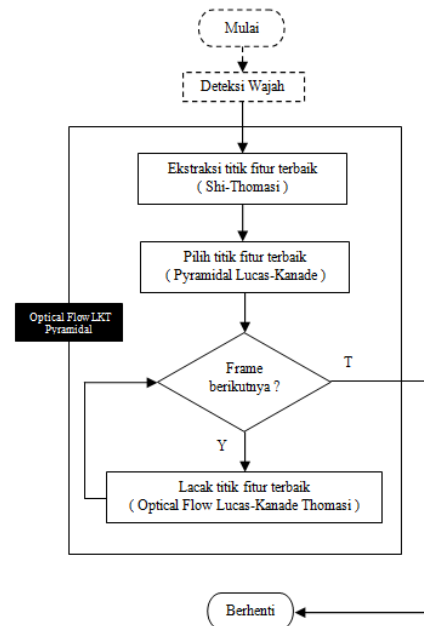 Mulai
Deteksi Wajah
Ekstraksi titik fitur terbaik
( Shi-Thomasi )
Pilih titik fitur terbaik
( Pyramidal Lucas-Kanade )
Optical Flow LKT
Pyramidal
Frame
berikutnya ?
T
Y
Lacak titik fitur terbaik
( Optical Flow Lucas-Kanade Thomasi )
Berhenti